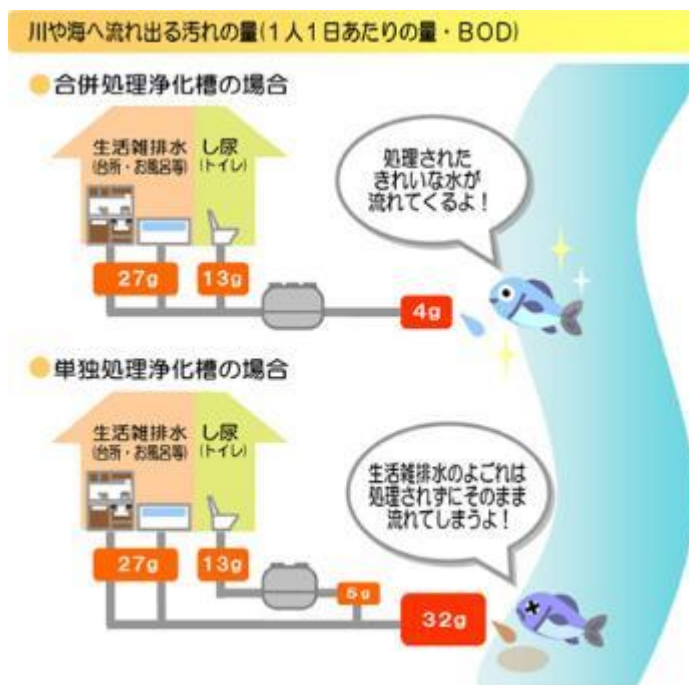 川や海へ流れ出る汚れの量(1人1日あたりの量・BOD)
●合併処理浄化槽の場合
生活雑排水 し尿
(台所・お風呂等) (トイレ)
処理された
きれいな水が
流れてくるよ!
27g 13g
4g
●単独処理浄化槽の場合
生活雑排水 し尿
(台所・お風呂等) (トイレ)
生活雑排水のよごれは
処理されずにそのまま
流れてしまうよ!
27g 13g
5g
32g